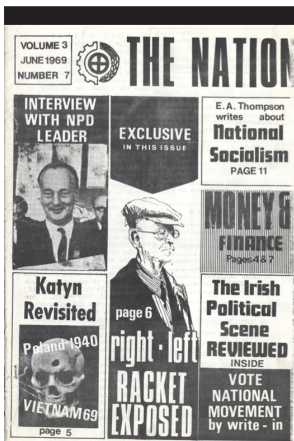 VOLUME 3
JUNE 1969
NUMBER 7
THE NATION
INTERVIEW
WITH NPD
LEADER
EXCLUSIVE
IN THIS ISSUE
E.A. Thompson
writes about
National
Socialism
PAGE 11
MONEY &
FINANCE
Pages 4 & 7
Katyn
Revisited
Poland-1940
VIETNAM 69
page 5
page 6
right - left
RACKET
EXPOSED
The Irish
Political
Scene
REVIEWED
INSIDE
VOTE
NATIONAL
MOVEMENT
by write - in